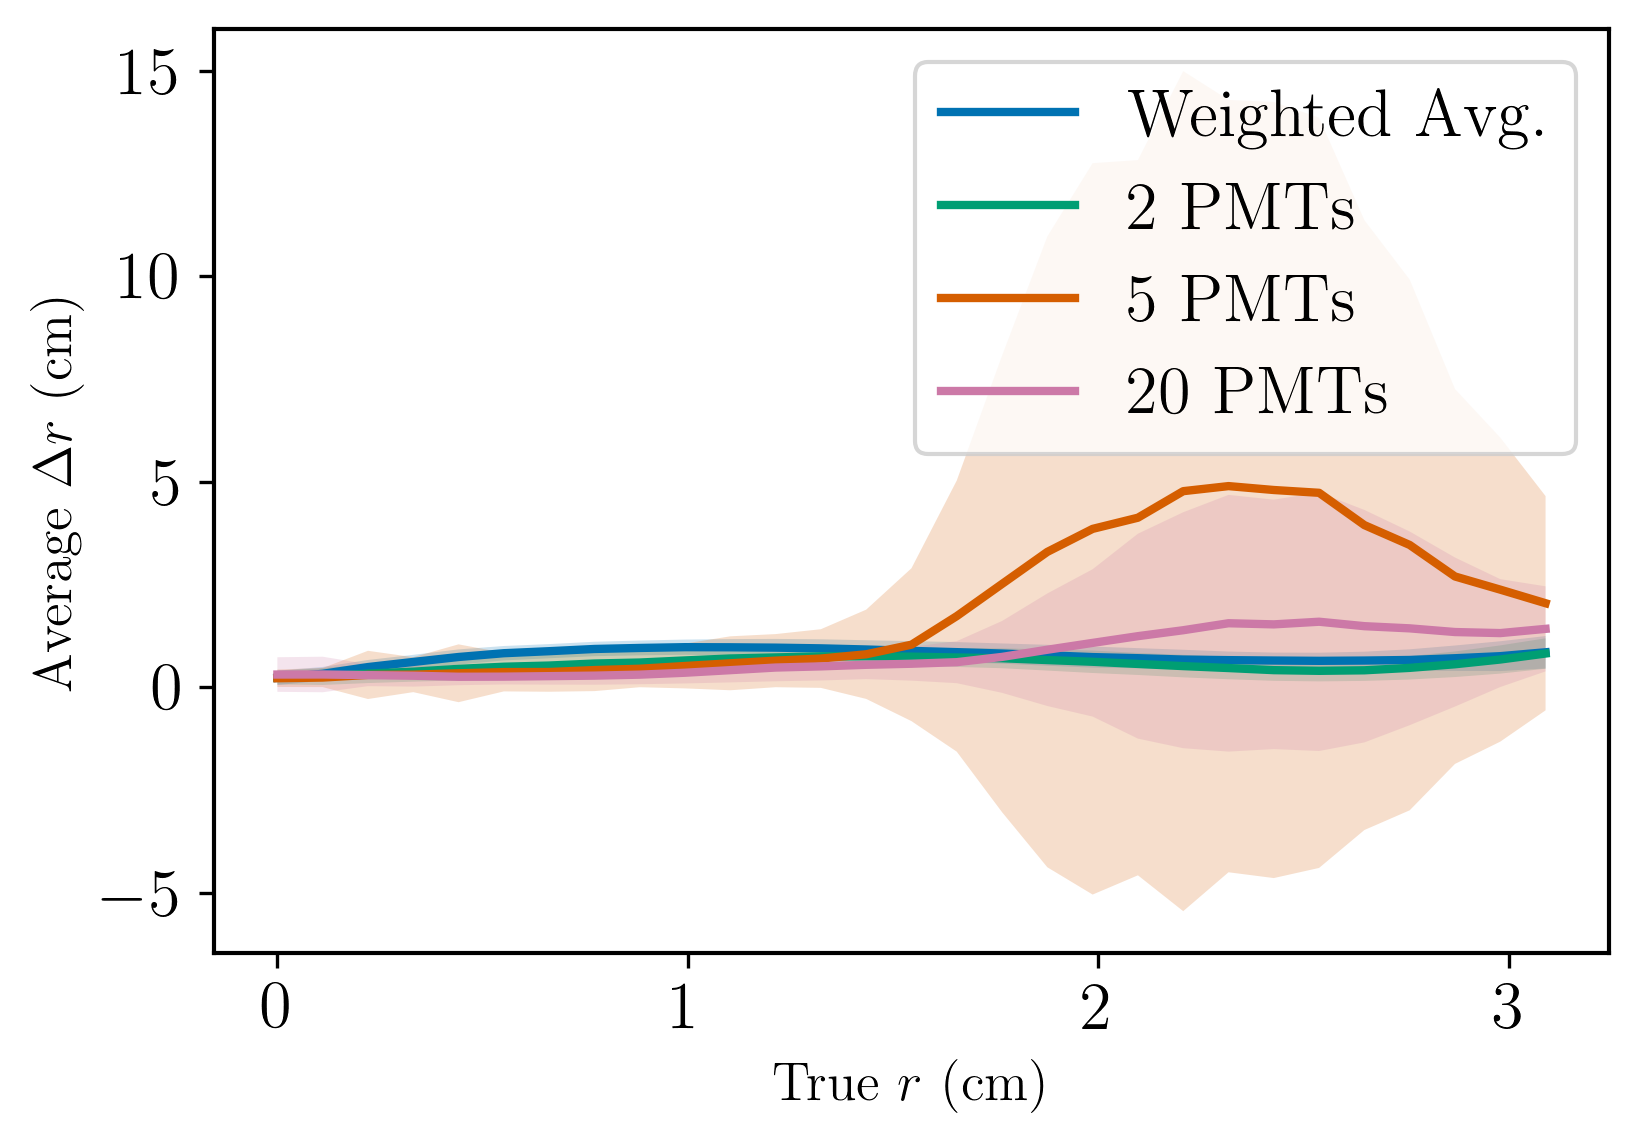 15
10
5
0
−5
Average Δr (cm)
Weighted Avg.
2 PMTs
5 PMTs
20 PMTs
0 1 2 3
True r (cm)